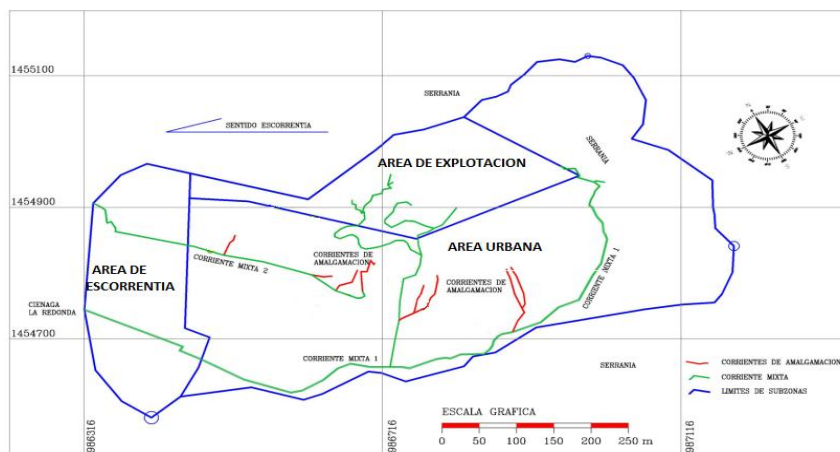 1455100
1454900
1454700
986316
986716
987116
SERRANIA
SERRANIA
SENTIDO ESCORRENTIA
AREA DE EXPLOTACION
AREA URBANA
CORRIENTE MIXTA 2
CORRIENTES DE
AMALGAMACION
CORRIENTES DE
AMALGAMACION
CORRIENTE MIXTA 1
AREA DE
ESCORRENTIA
CIENAGA
LA REDONDA
CORRIENTE MIXTA 1
SERRANIA
CORRIENTES DE AMALGAMACION
CORRIENTE MIXTA
LIMITES DE SUBZONAS
ESCALA GRAFICA
0 50 100 150 200 250 m